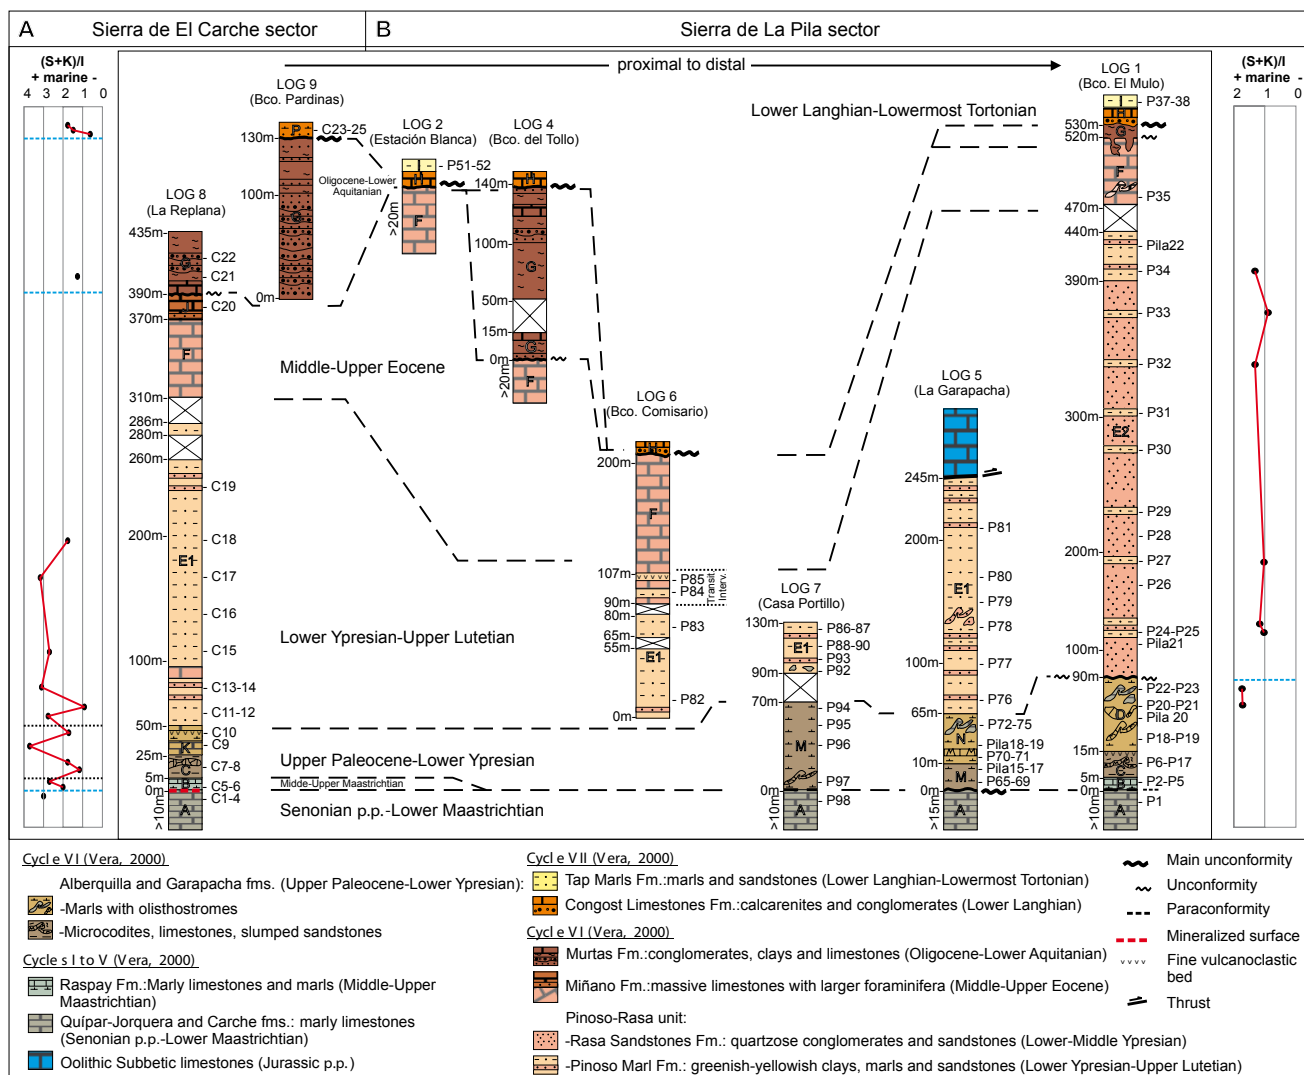 A
Sierra de El Carche sector
B
Sierra de La Pila sector
(S+K)/I
+ marine -
4 3 2 1 0
proximal to distal
(S+K)/I
+ marine -
2 1 0
LOG 8
(La Replana)
435m
390m
370m
310m
286m
280m
260m
200m
100m
50m
25m
5m
0m
>10m
G
J
F
E1
K
C
B
A
C22
C21
C20
C19
C18
C17
C16
C15
C13-14
C11-12
C10
C9
C7-8
C5-6
C1-4
LOG 9
(Bco. Pardinas)
130m
100m
0m
P
G
C23-25
Oligocene-Lower
Aquitanian
LOG 2
(Estación Blanca)
>20m
H
F
P51-52
LOG 4
(Bco. del Tollo)
140m
100m
50m
15m
0m
>20m
H
G
G
F
Lower Langhian-Lowermost Tortonian
Middle-Upper Eocene
Lower Ypresian-Upper Lutetian
Upper Paleocene-Lower Ypresian
Middle-Upper Maastrichtian
Senonian p.p.-Lower Maastrichtian
LOG 6
(Bco. Comisario)
200m
107m
90m
80m
65m
55m
0m
F
E1
P85
P84
P83
P82
Transit.
Interv.
LOG 7
(Casa Portillo)
130m
90m
70m
0m
>10m
E1
M
A
P86-87
P88-90
P93
P92
P94
P95
P96
P97
P98
LOG 5
(La Garapacha)
245m
200m
100m
65m
10m
0m
>15m
E1
N
M
A
P81
P80
P79
P78
P77
P76
P72-75
Pila18-19
P70-71
Pila15-17
P65-69
LOG 1
(Bco. El Mulo)
530m
520m
470m
440m
390m
300m
200m
100m
90m
15m
5m
0m
>10m
H
G
F
E2
D
C
B
A
P37-38
P35
Pila22
P34
P33
P32
P31
P30
P29
P28
P27
P26
P24-P25
Pila21
P22-P23
P20-P21
Pila 20
P18-P19
P6-P17
P2-P5
P1
Cycle VI (Vera, 2000)
Alberquilla and Garapacha fms. (Upper Paleocene-Lower Ypresian):
-Marls with olisthostromes
-Microcodites, limestones, slumped sandstones
Cycles I to V (Vera, 2000)
Raspay Fm.:Marly limestones and marls (Middle-Upper
Maastrichtian)
Quípar-Jorquera and Carche fms.: marly limestones
(Senonian p.p.-Lower Maastrichtian)
Oolithic Subbetic limestones (Jurassic p.p.)
Cycle VII (Vera, 2000)
Tap Marls Fm.:marls and sandstones (Lower Langhian-Lowermost Tortonian)
Congost Limestones Fm.:calcarenites and conglomerates (Lower Langhian)
Cycle VI (Vera, 2000)
Murtas Fm.:conglomerates, clays and limestones (Oligocene-Lower Aquitanian)
Miñano Fm.:massive limestones with larger foraminifera (Middle-Upper Eocene)
Pinoso-Rasa unit:
-Rasa Sandstones Fm.: quartzose conglomerates and sandstones (Lower-Middle Ypresian)
-Pinoso Marl Fm.: greenish-yellowish clays, marls and sandstones (Lower Ypresian-Upper Lutetian)
Main unconformity
Unconformity
Paraconformity
Mineralized surface
Fine vulcanoclastic
bed
Thrust